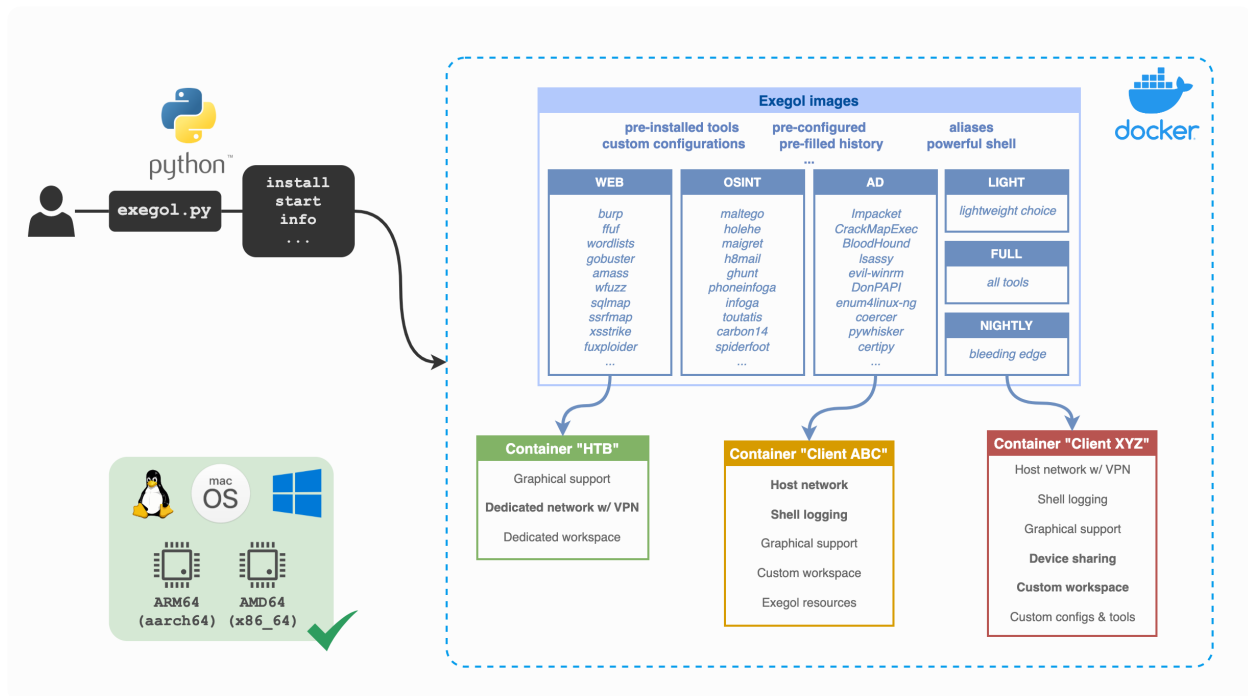 python™
exegol.py
install
start
info
...
docker
Exegol images
pre-installed tools
custom configurations
pre-configured
pre-filled history
aliases
powerful shell
...
WEB
burp
ffuf
wordlists
gobuster
amass
wfuzz
sqlmap
ssrfmap
xsstrike
fuxploider
...
OSINT
maltego
holehe
maigret
h8mail
ghunt
phoneinfoga
infoga
toutatis
carbon14
spiderfoot
...
AD
Impacket
CrackMapExec
BloodHound
lsassy
evil-winrm
DonPAPI
enum4linux-ng
coercer
pywhisker
certipy
...
LIGHT
lightweight choice
FULL
all tools
NIGHTLY
bleeding edge
Container "HTB"
Graphical support
Dedicated network w/ VPN
Dedicated workspace
Container "Client ABC"
Host network
Shell logging
Graphical support
Custom workspace
Exegol resources
Container "Client XYZ"
Host network w/ VPN
Shell logging
Graphical support
Device sharing
Custom workspace
Custom configs & tools
mac
OS
ARM64
(aarch64)
AMD64
(x86_64)